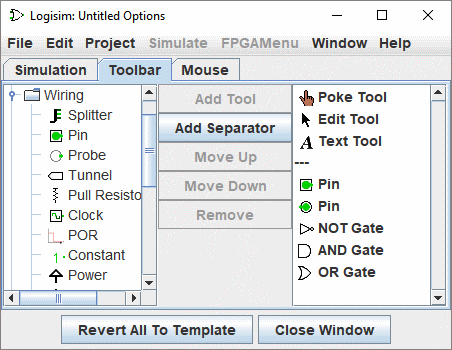 Logisim: Untitled Options
File Edit Project Simulate FPGAMenu Window Help
Simulation Toolbar Mouse
Wiring
Splitter
Pin
Probe
Tunnel
Pull Resisto
Clock
POR
Constant
Power
Add Tool
Add Separator
Move Up
Move Down
Remove
Poke Tool
Edit Tool
A Text Tool
---
Pin
Pin
NOT Gate
AND Gate
OR Gate
Revert All To Template Close Window